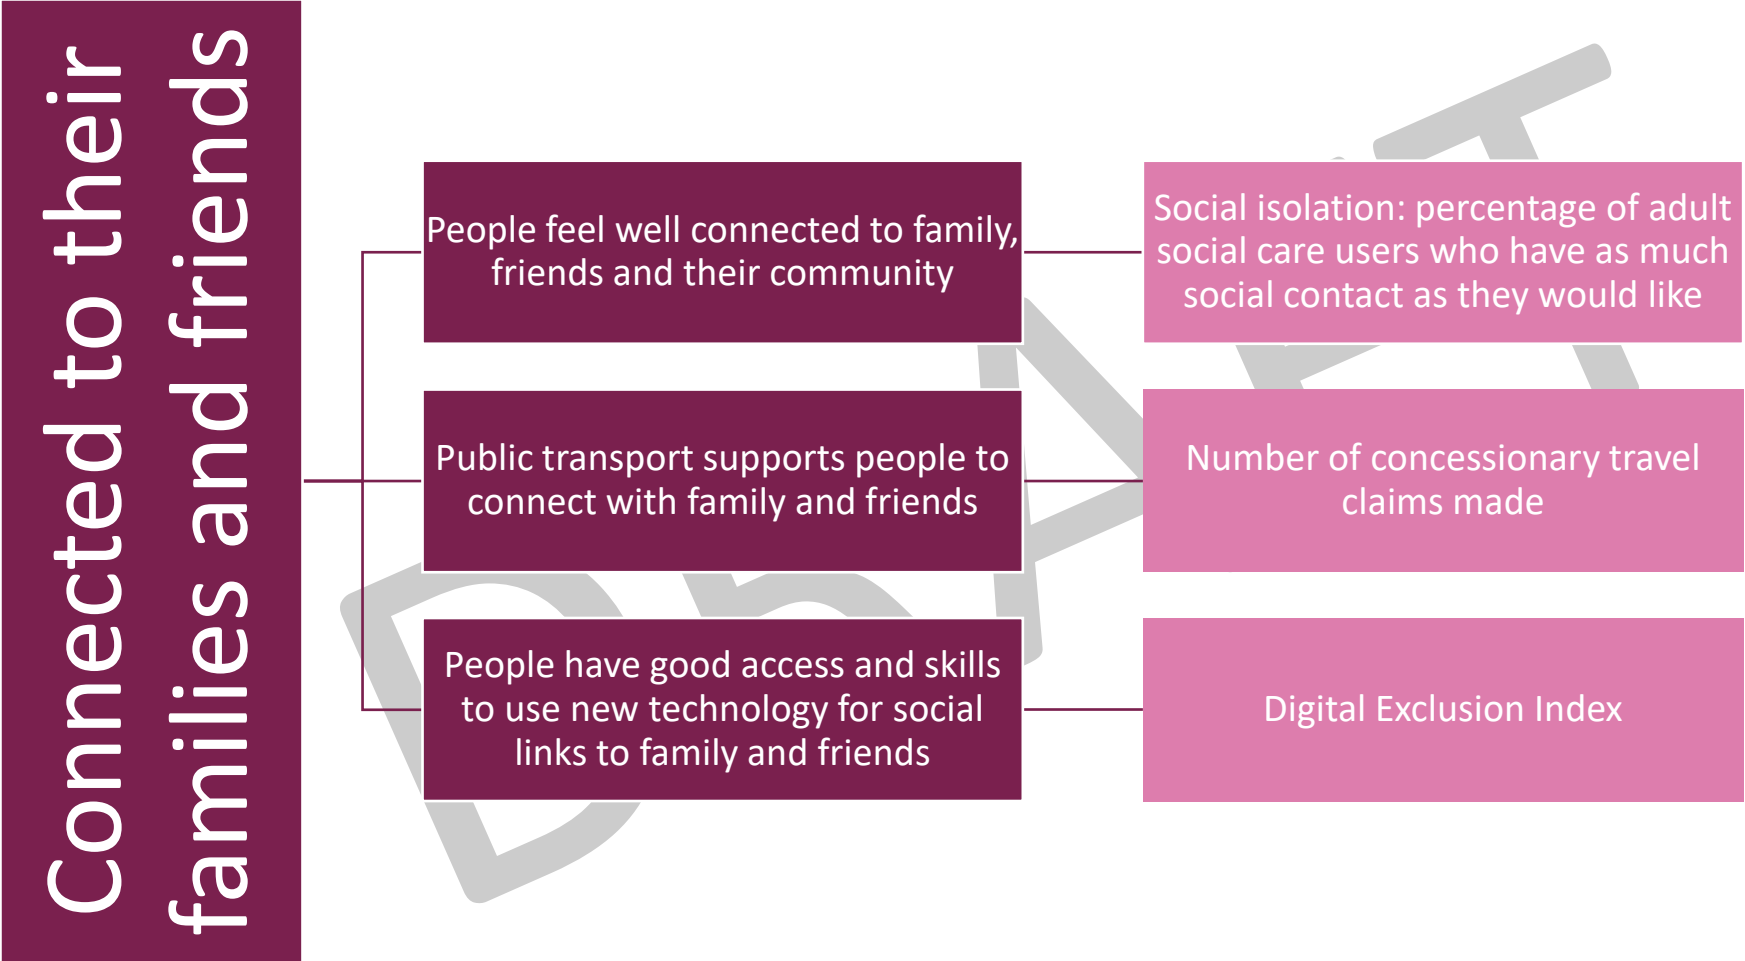 Connected to their
families and friends
People feel well connected to family,
friends and their community
Social isolation: percentage of adult
social care users who have as much
social contact as they would like
Public transport supports people to
connect with family and friends
Number of concessionary travel
claims made
People have good access and skills
to use new technology for social
links to family and friends
Digital Exclusion Index
DRAFT